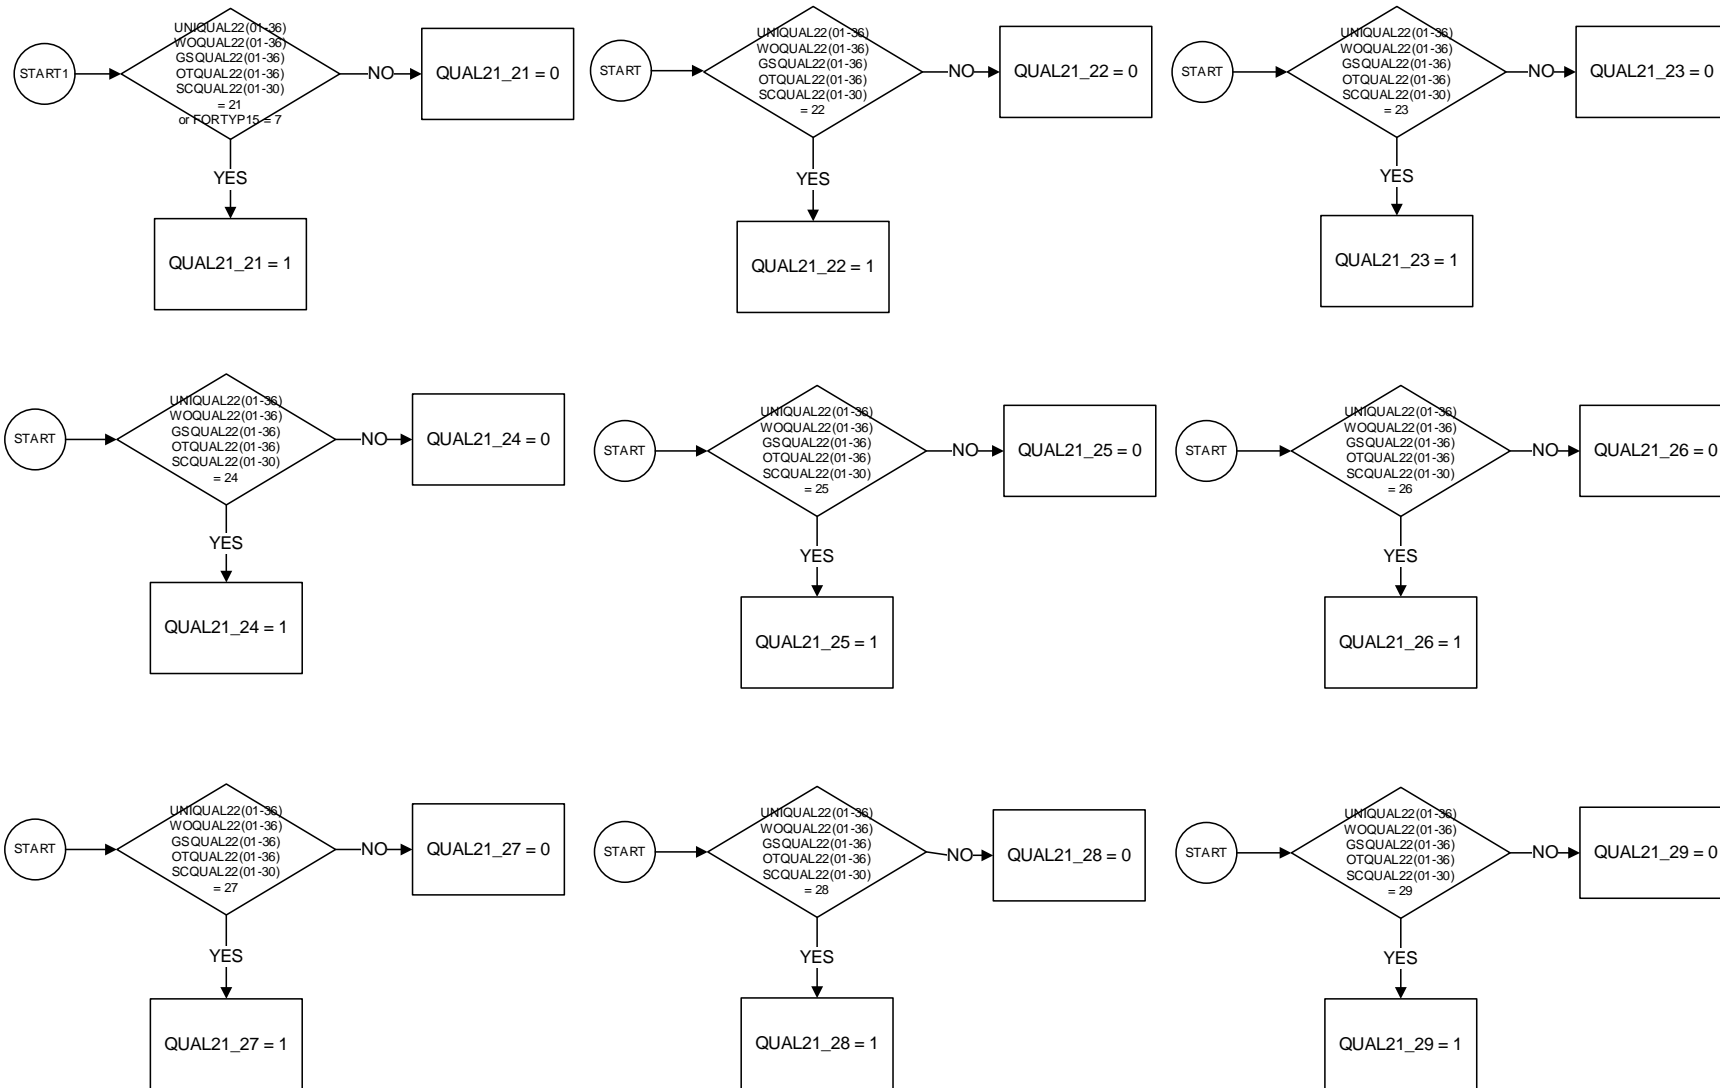 START1
UNIQUAL22(01-36)
WOQUAL22(01-36)
GSQUAL22(01-36)
OTQUAL22(01-36)
SCQUAL22(01-30)
= 21
or FORTYP15 = 7
NO
QUAL21_21 = 0
YES
QUAL21_21 = 1
START
UNIQUAL22(01-36)
WOQUAL22(01-36)
GSQUAL22(01-36)
OTQUAL22(01-36)
SCQUAL22(01-30)
= 22
NO
QUAL21_22 = 0
YES
QUAL21_22 = 1
START
UNIQUAL22(01-36)
WOQUAL22(01-36)
GSQUAL22(01-36)
OTQUAL22(01-36)
SCQUAL22(01-30)
= 23
NO
QUAL21_23 = 0
YES
QUAL21_23 = 1
START
UNIQUAL22(01-36)
WOQUAL22(01-36)
GSQUAL22(01-36)
OTQUAL22(01-36)
SCQUAL22(01-30)
= 24
NO
QUAL21_24 = 0
YES
QUAL21_24 = 1
START
UNIQUAL22(01-36)
WOQUAL22(01-36)
GSQUAL22(01-36)
OTQUAL22(01-36)
SCQUAL22(01-30)
= 25
NO
QUAL21_25 = 0
YES
QUAL21_25 = 1
START
UNIQUAL22(01-36)
WOQUAL22(01-36)
GSQUAL22(01-36)
OTQUAL22(01-36)
SCQUAL22(01-30)
= 26
NO
QUAL21_26 = 0
YES
QUAL21_26 = 1
START
UNIQUAL22(01-36)
WOQUAL22(01-36)
GSQUAL22(01-36)
OTQUAL22(01-36)
SCQUAL22(01-30)
= 27
NO
QUAL21_27 = 0
YES
QUAL21_27 = 1
START
UNIQUAL22(01-36)
WOQUAL22(01-36)
GSQUAL22(01-36)
OTQUAL22(01-36)
SCQUAL22(01-30)
= 28
NO
QUAL21_28 = 0
YES
QUAL21_28 = 1
START
UNIQUAL22(01-36)
WOQUAL22(01-36)
GSQUAL22(01-36)
OTQUAL22(01-36)
SCQUAL22(01-30)
= 29
NO
QUAL21_29 = 0
YES
QUAL21_29 = 1